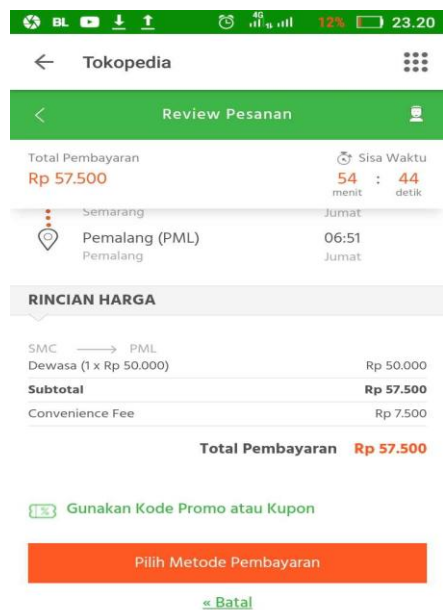 BL 4G 12% 23.20
Tokopedia
Review Pesanan
Total Pembayaran Sisa Waktu
Rp 57.500 54 : 44
menit detik
Semarang Jumat
Pemalang (PML) 06:51
Pemalang Jumat
RINCIAN HARGA
SMC PML
Dewasa (1 x Rp 50.000) Rp 50.000
Subtotal Rp 57.500
Convenience Fee Rp 7.500
Total Pembayaran Rp 57.500
Gunakan Kode Promo atau Kupon
Pilih Metode Pembayaran
« Batal